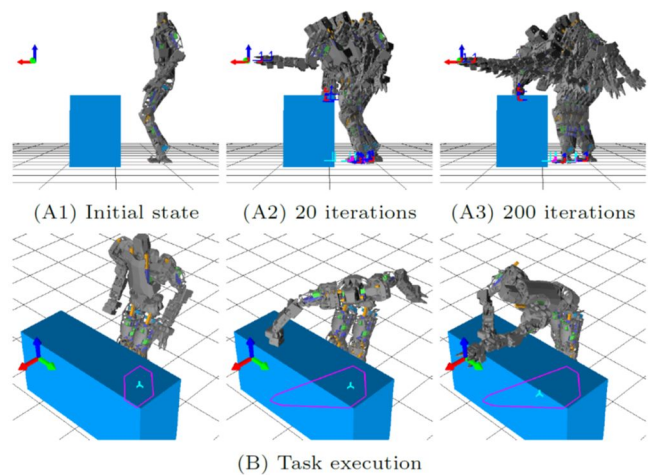 (A1) Initial state
(A2) 20 iterations
(A3) 200 iterations
(B) Task execution